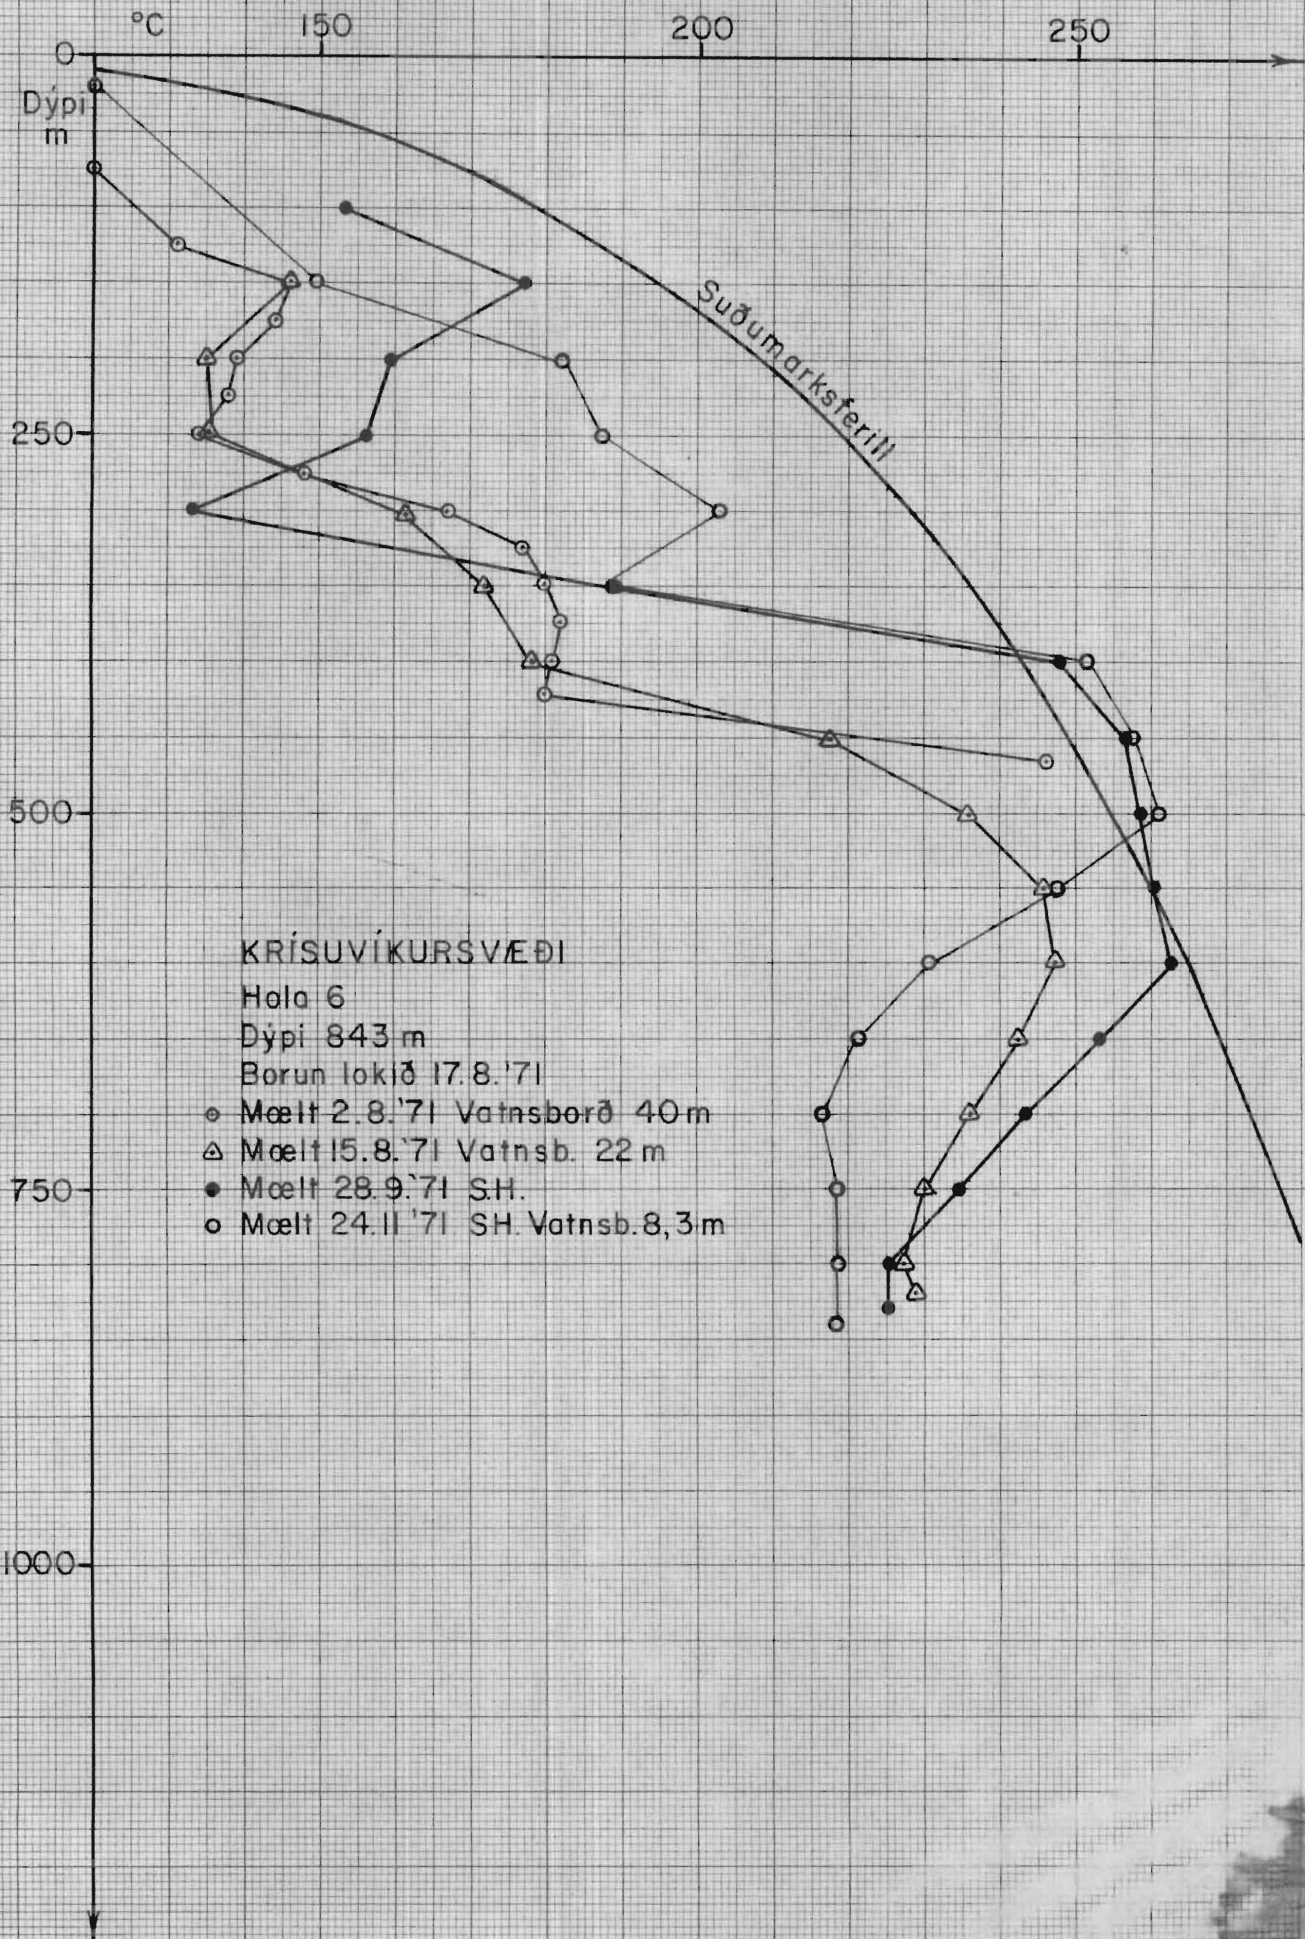 °C 150 200 250
0
Dýpi
m
Suðumarksferill
250
500
KRÍSUVÍKURSVÆÐI
Hola 6
Dýpi 843 m
Borun lokið 17.8.'71
Mælt 2.8.'71 Vatnsborð 40 m
Mælt 15.8.'71 Vatnsb. 22 m
750
Mælt 28.9.'71 S.H.
Mælt 24.11 '71 SH. Vatnsb. 8,3 m
1000